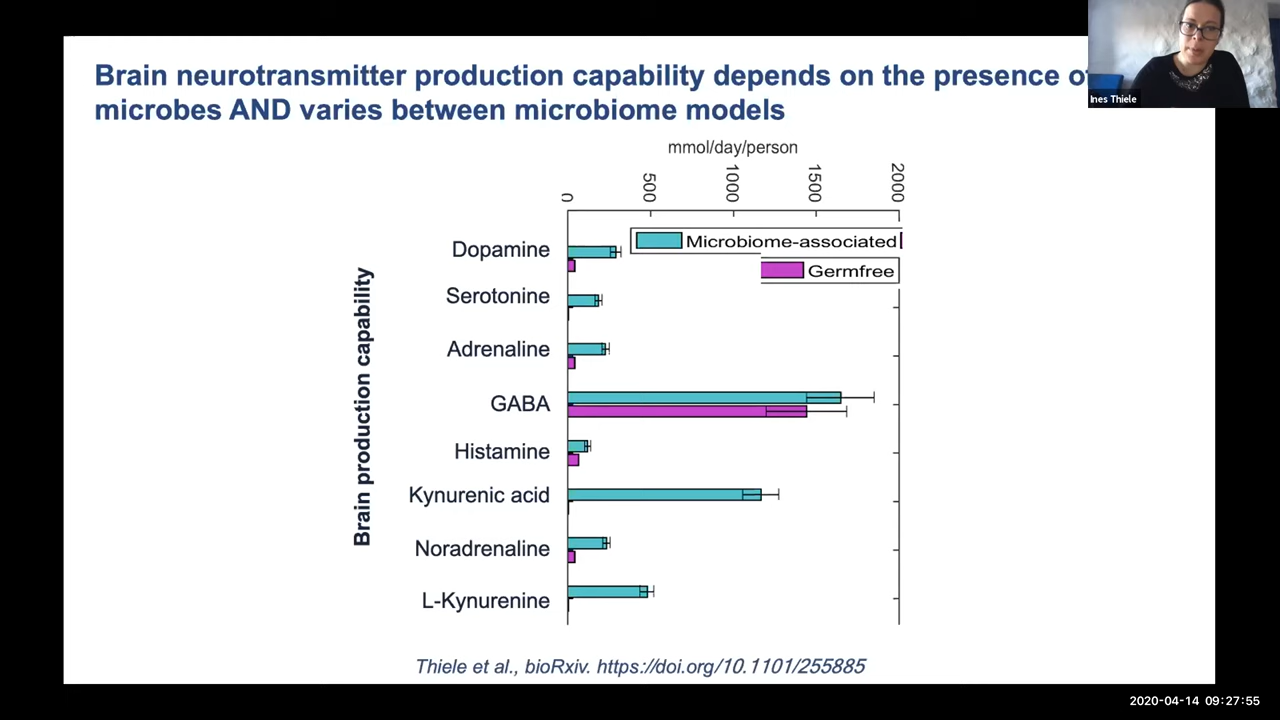 Brain neurotransmitter production capability depends on the presence of
microbes AND varies between microbiome models
Ines Thiele
mmol/day/person
0
500
1000
1500
2000
Microbiome-associated
Germfree
Brain production capability
Dopamine
Serotonine
Adrenaline
GABA
Histamine
Kynurenic acid
Noradrenaline
L-Kynurenine
Thiele et al., bioRxiv. https://doi.org/10.1101/255885
2020-04-14 09:27:55